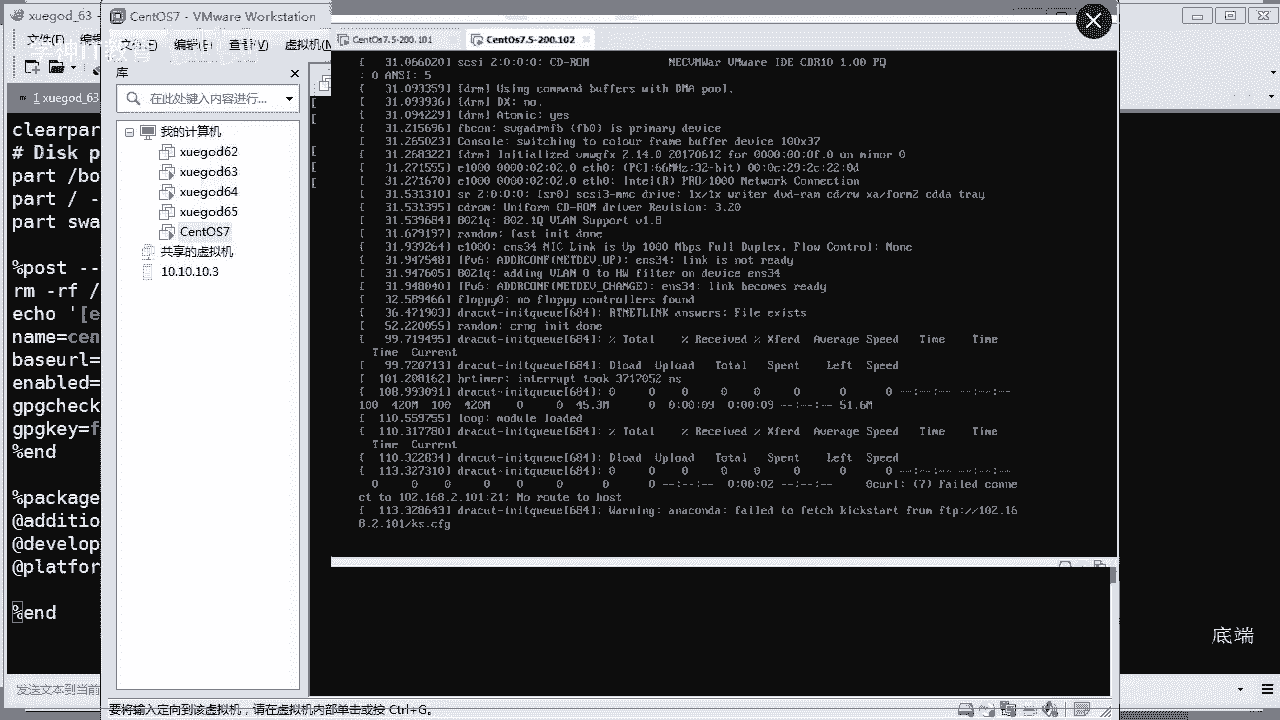 xuegod_63
CentOS7 - VMware Workstation
文件(F) 编辑(E) 查看(V) 虚拟机(M
库
在此处键入内容进行...
我的计算机
xuegod62
xuegod63
xuegod64
xuegod65
CentOS7
共享的虚拟机
10.10.10.3
文件(F)
1 xuegod_63
clearpar
# Disk p
part /bo
part / -
part swa
%post --
rm -rf /
echo '[e
name=cen
baseurl=
enabled=
gpgcheck
gpgkey=f
%end
%package
@additio
@develop
@platfor
%end
发送文本到当前
CentOs7.5-200.101
CentOs7.5-200.102
[ 31.066020] scsi 2:0:0:0: CD-ROM NECVMWar VMware IDE CDR10 1.00 PQ
: 0 ANSI: 5
[ 31.093359] [drm] Using command buffers with DMA pool.
[ 31.093936] [drm] DX: no.
[ 31.094229] [drm] Atomic: yes
[ 31.215696] fbcon: svgadrmfb (fb0) is primary device
[ 31.265023] Console: switching to colour frame buffer device 100x37
[ 31.268322] [drm] Initialized vmwgfx 2.14.0 20170612 for 0000:00:0f.0 on minor 0
[ 31.271555] e1000 0000:02:02.0 eth0: (PCI:66MHz:32-bit) 00:0c:29:2c:22:0d
[ 31.271670] e1000 0000:02:02.0 eth0: Intel(R) PRO/1000 Network Connection
[ 31.531310] sr 2:0:0:0: [sr0] scsi3-mmc drive: 1x/1x writer dvd-ram cd/rw xa/form2 cdda tray
[ 31.531395] cdrom: Uniform CD-ROM driver Revision: 3.20
[ 31.539684] 8021q: 802.1Q VLAN Support v1.8
[ 31.679197] random: fast init done
[ 31.939264] e1000: ens34 NIC Link is Up 1000 Mbps Full Duplex, Flow Control: None
[ 31.947548] IPv6: ADDRCONF(NETDEV_UP): ens34: link is not ready
[ 31.947605] 8021q: adding VLAN 0 to HW filter on device ens34
[ 31.948040] IPv6: ADDRCONF(NETDEV_CHANGE): ens34: link becomes ready
[ 32.589466] floppy0: no floppy controllers found
[ 36.471903] dracut-initqueue[684]: RTNETLINK answers: File exists
[ 52.220055] random: crng init done
[ 99.719495] dracut-initqueue[684]: % Total % Received % Xferd Average Speed Time Time
Time Current
[ 99.720713] dracut-initqueue[684]: Dload Upload Total Spent Left Speed
[ 101.208162] hrtimer: interrupt took 3717052 ns
[ 108.993091] dracut-initqueue[684]: 0 0 0 0 0 0 0 0 --:--:-- --:--:--
100 420M 100 420M 0 0 45.3M 0 0:00:09 0:00:09 --:--:-- 51.6M
[ 110.559755] loop: module loaded
[ 110.317780] dracut-initqueue[684]: % Total % Received % Xferd Average Speed Time Time
Time Current
[ 110.322834] dracut-initqueue[684]: Dload Upload Total Spent Left Speed
[ 113.327310] dracut-initqueue[684]: 0 0 0 0 0 0 0 0 --:--:-- --:--:--
0 0 0 0 0 0 0 0 --:--:-- 0:00:02 --:--:-- 0curl: (7) Failed conne
ct to 102.168.2.101:21; No route to host
[ 113.328643] dracut-initqueue[684]: Warning: anaconda: failed to fetch kickstart from ftp://102.16
8.2.101/ks.cfg
底端
要将输入定向到该虚拟机，请在虚拟机内部单击或按 Ctrl+G。